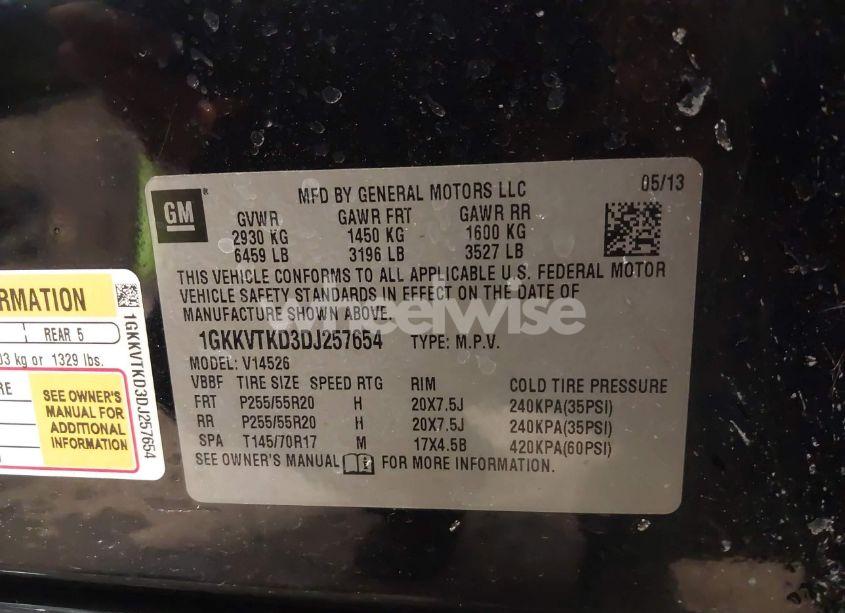 GM®
MFD BY GENERAL MOTORS LLC 05/13
GVWR GAWR FRT GAWR RR
2930 KG 1450 KG 1600 KG
6459 LB 3196 LB 3527 LB
THIS VEHICLE CONFORMS TO ALL APPLICABLE U.S. FEDERAL MOTOR
VEHICLE SAFETY STANDARDS IN EFFECT ON THE DATE OF
MANUFACTURE SHOWN ABOVE.
1GKKVTKD3DJ257654 TYPE: M.P.V.
MODEL: V14526
VBBF TIRE SIZE SPEED RTG RIM COLD TIRE PRESSURE
FRT P255/55R20 H 20X7.5J 240KPA(35PSI)
RR P255/55R20 H 20X7.5J 240KPA(35PSI)
SPA T145/70R17 M 17X4.5B 420KPA(60PSI)
SEE OWNER'S MANUAL FOR MORE INFORMATION.
REAR 5
kg or 1329 lbs.
SEE OWNER'S
MANUAL FOR
ADDITIONAL
INFORMATION
1GKKVTKD3DJ257654